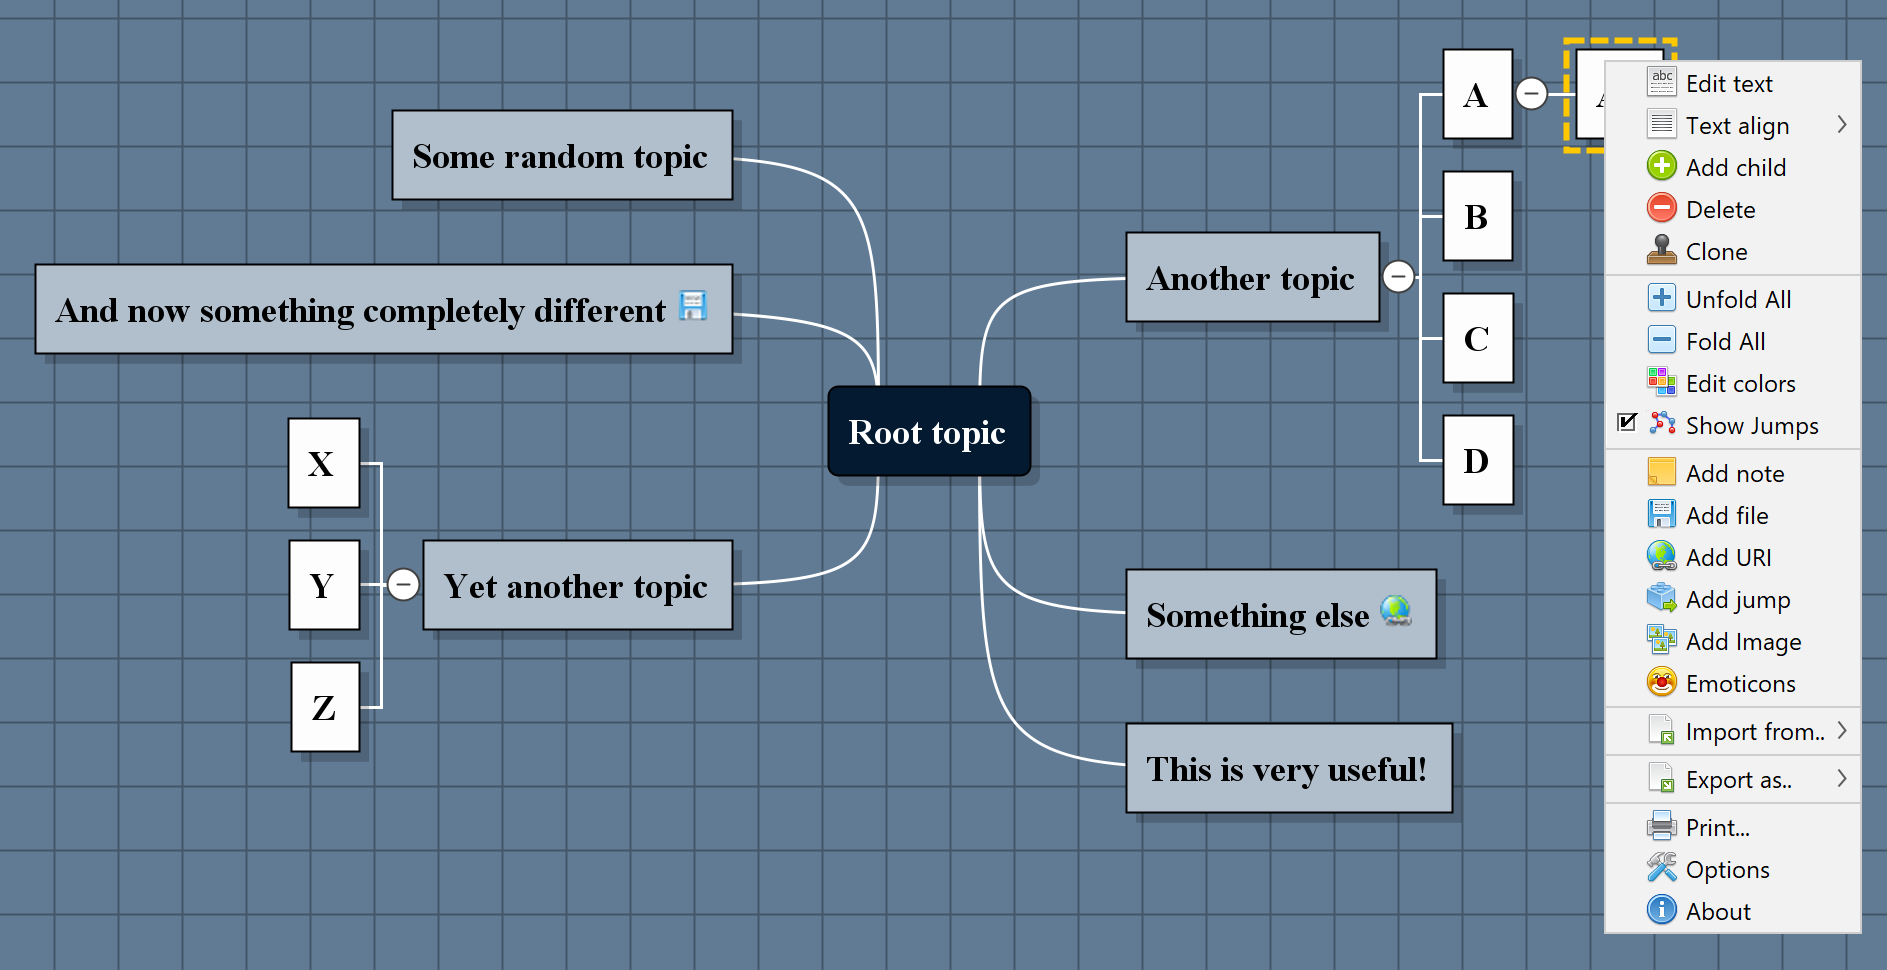 Some random topic
And now something completely different
X
Y
Z
Yet another topic
Root topic
Another topic
A
B
C
D
Something else
This is very useful!
abc
Edit text
Text align
Add child
Delete
Clone
Unfold All
Fold All
Edit colors
Show Jumps
Add note
Add file
Add URI
Add jump
Add Image
Emoticons
Import from..
Export as..
Print...
Options
About